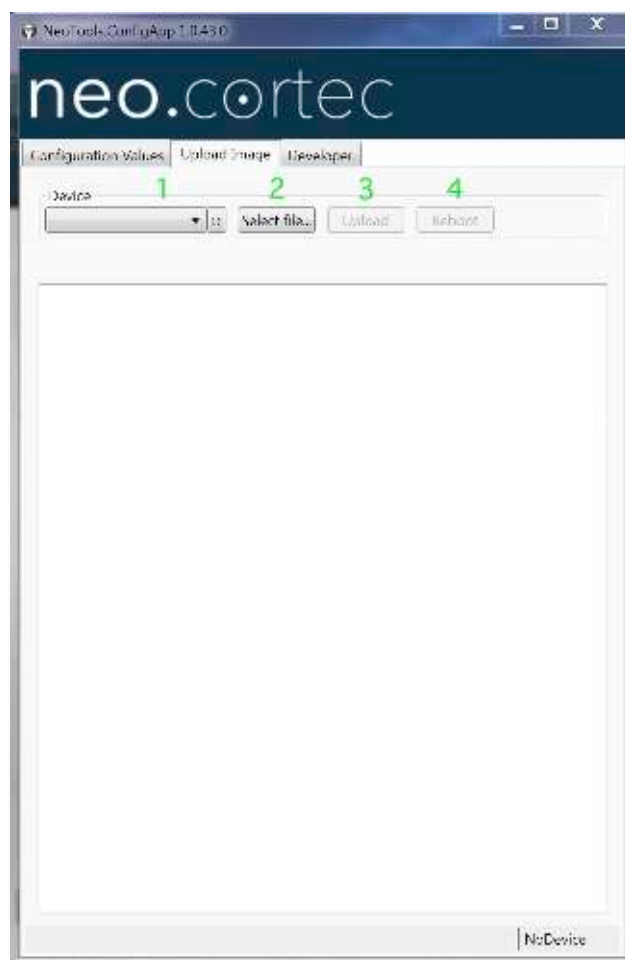 NeoTools.ConfigApp 1.0.43.0
neo.cortec
Configuration Values Upload Image Developer
1 2 3 4
Device
Select file... Upload Reboot
NoDevice